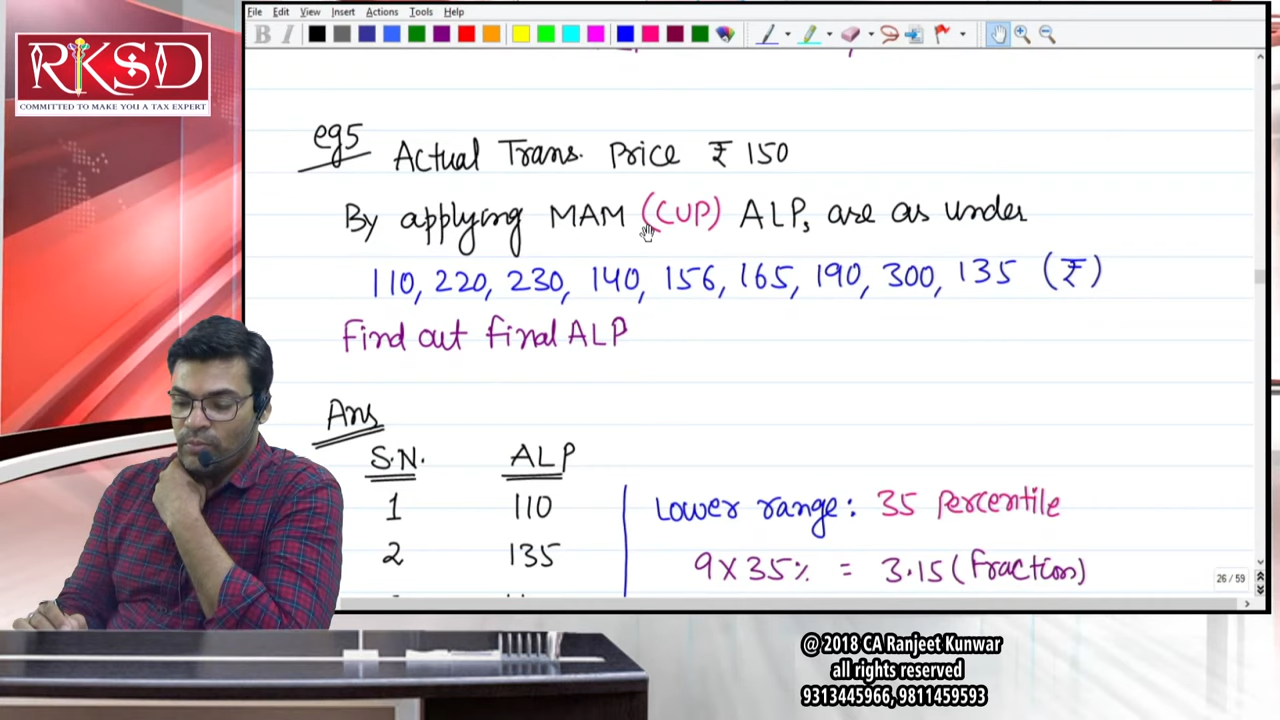 File Edit View Insert Actions Tools Help
B I
RKSD
COMMITTED TO MAKE YOU A TAX EXPERT
eg5 Actual Trans. Price ₹ 150
By applying MAM (CUP) ALPs are as under
110, 220, 230, 140, 156, 165, 190, 300, 135 (₹)
Find out final ALP
Ans
S.N. ALP
1 110
2 135
Lower range: 35 percentile
9 X 35% = 3.15 (fraction)
26 / 59
@ 2018 CA Ranjeet Kunwar
all rights reserved
9313445966, 9811459593